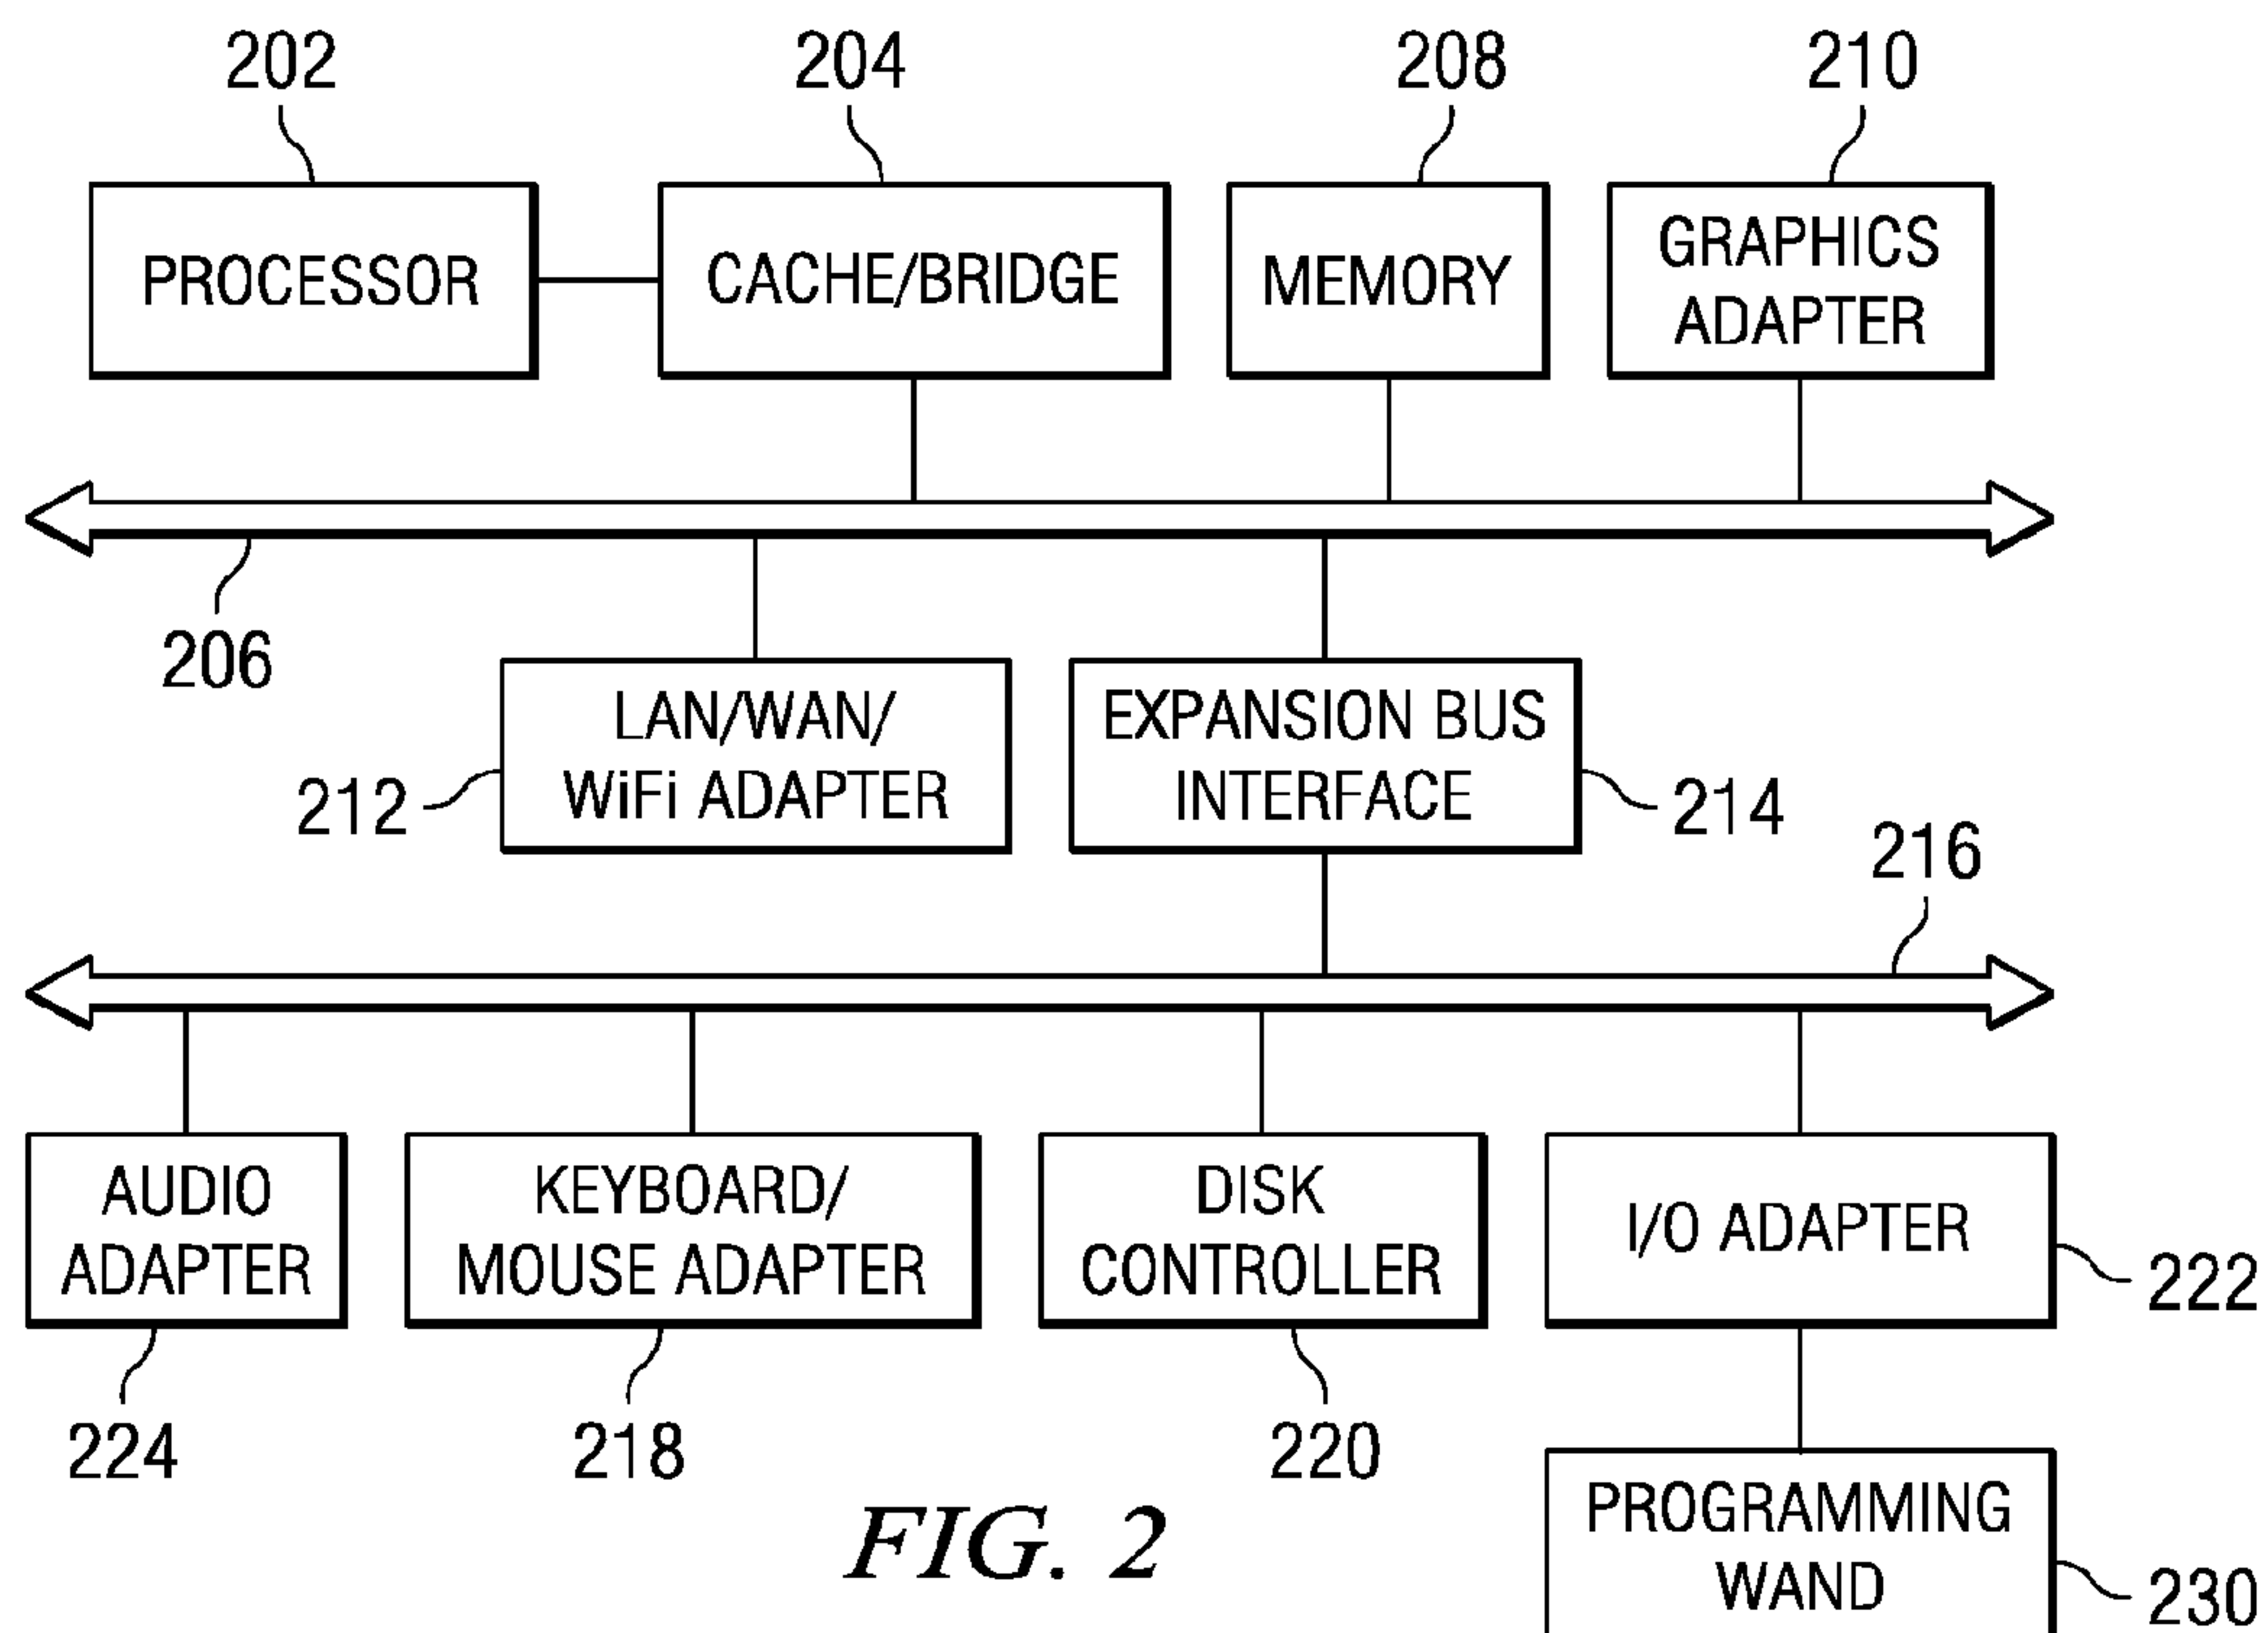 202
204
208
210
PROCESSOR
CACHE/BRIDGE
MEMORY
GRAPHICS
ADAPTER
206
LAN/WAN/
WiFi ADAPTER
212
EXPANSION BUS
INTERFACE
214
216
AUDIO
ADAPTER
KEYBOARD/
MOUSE ADAPTER
DISK
CONTROLLER
I/O ADAPTER
222
224
218
220
PROGRAMMING
WAND
230
FIG. 2